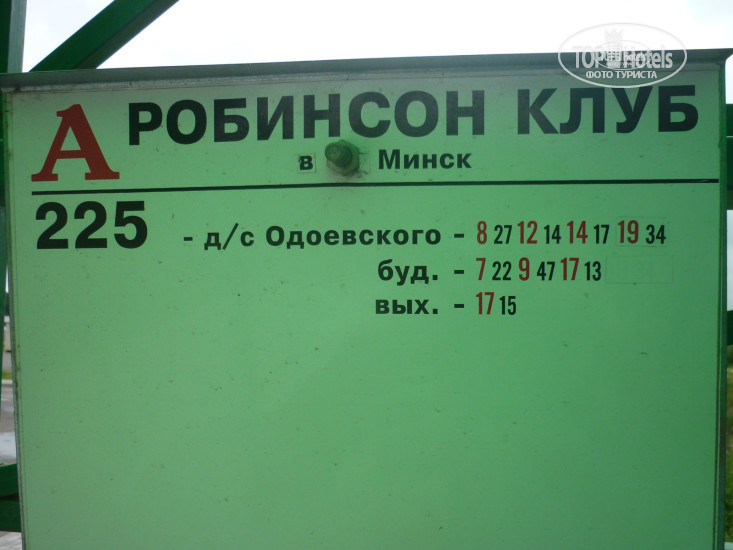 TOPHotels
ФОТО ТУРИСТА
А РОБИНСОН КЛУБ
в Минск
225 - д/с Одоевского - 8 27 12 14 14 17 19 34
буд. - 7 22 9 47 17 13
вых. - 17 15